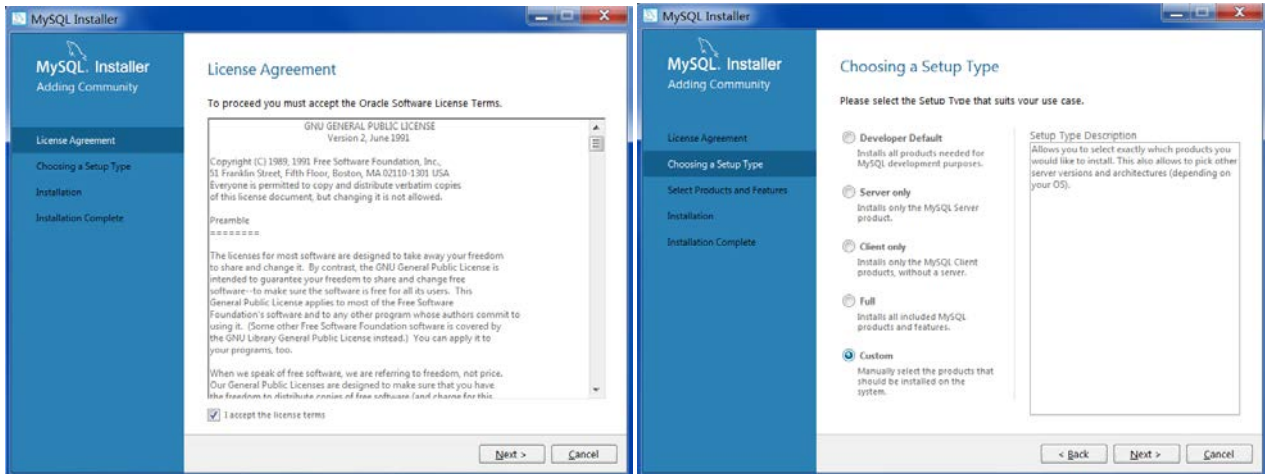 MySQL Installer
MySQL. Installer
Adding Community
License Agreement
Choosing a Setup Type
Installation
Installation Complete
License Agreement
To proceed you must accept the Oracle Software License Terms.
GNU GENERAL PUBLIC LICENSE
Version 2, June 1991
Copyright (C) 1989, 1991 Free Software Foundation, Inc.,
51 Franklin Street, Fifth Floor, Boston, MA 02110-1301 USA
Everyone is permitted to copy and distribute verbatim copies
of this license document, but changing it is not allowed.
Preamble
========
The licenses for most software are designed to take away your freedom
to share and change it. By contrast, the GNU General Public License is
intended to guarantee your freedom to share and change free
software--to make sure the software is free for all its users. This
General Public License applies to most of the Free Software
Foundation's software and to any other program whose authors commit to
using it. (Some other Free Software Foundation software is covered by
the GNU Library General Public License instead.) You can apply it to
your programs, too.
When we speak of free software, we are referring to freedom, not price.
Our General Public Licenses are designed to make sure that you have
the freedom to distribute copies of free software (and charge for this
I accept the license terms
Next >
Cancel
MySQL Installer
MySQL. Installer
Adding Community
License Agreement
Choosing a Setup Type
Select Products and Features
Installation
Installation Complete
Choosing a Setup Type
Please select the Setup Type that suits your use case.
Developer Default
Installs all products needed for
MySQL development purposes.
Server only
Installs only the MySQL Server
product.
Client only
Installs only the MySQL Client
products, without a server.
Full
Installs all included MySQL
products and features.
Custom
Manually select the products that
should be installed on the
system.
Setup Type Description
Allows you to select exactly which products you
would like to install. This also allows to pick other
server versions and architectures (depending on
your OS).
< Back
Next >
Cancel